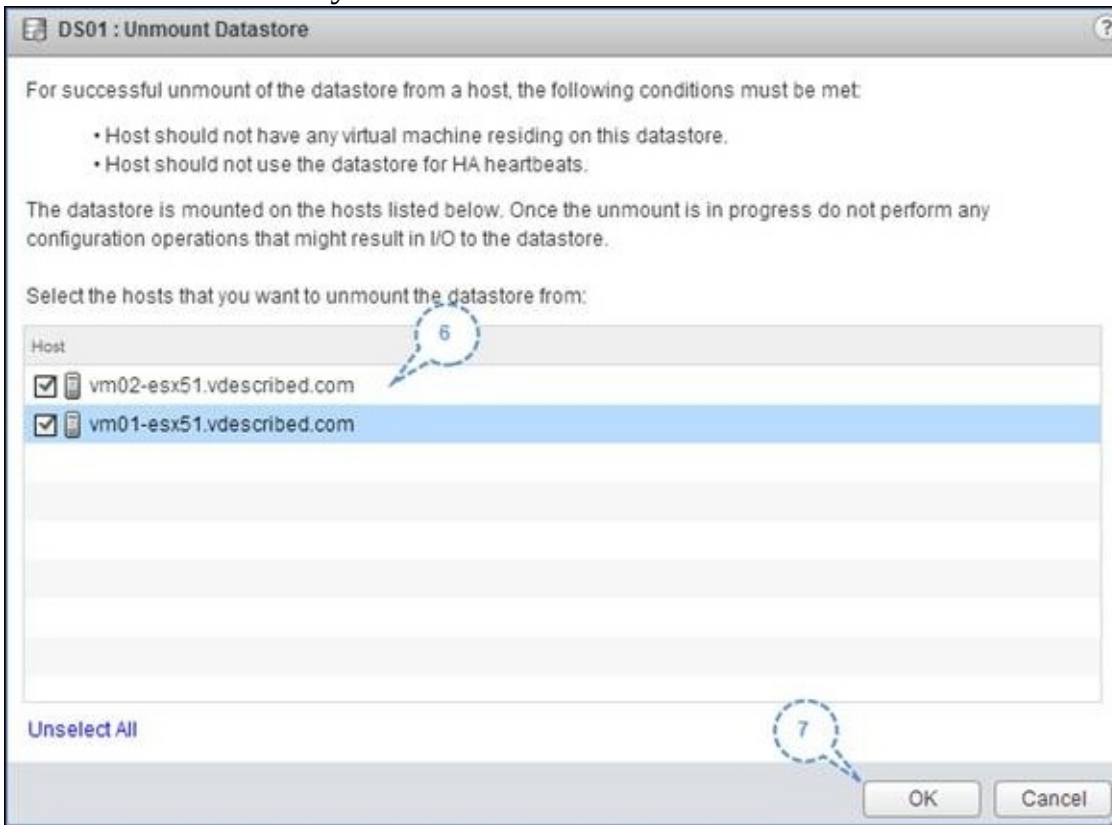 DS01 : Unmount Datastore
?
For successful unmount of the datastore from a host, the following conditions must be met:
• Host should not have any virtual machine residing on this datastore.
• Host should not use the datastore for HA heartbeats.
The datastore is mounted on the hosts listed below. Once the unmount is in progress do not perform any
configuration operations that might result in I/O to the datastore.
Select the hosts that you want to unmount the datastore from:
6
Host
vm02-esx51.vdescribed.com
vm01-esx51.vdescribed.com
Unselect All
7
OK
Cancel